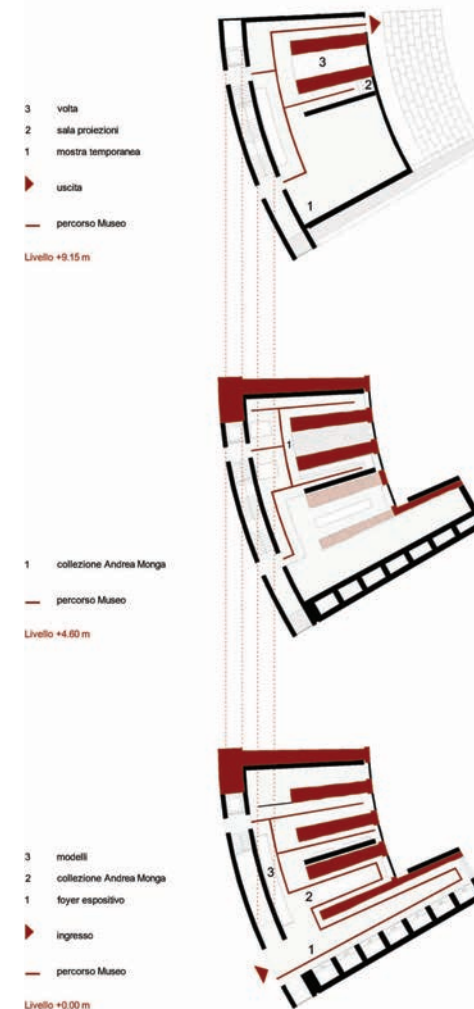 3 volta
2 sala proiezioni
1 mostra temporanea
uscita
percorso Museo
Livello +9.15 m
3
2
1
1 collezione Andrea Monga
percorso Museo
Livello +4.60 m
1
3 modelli
2 collezione Andrea Monga
1 foyer espositivo
ingresso
percorso Museo
Livello +0.00 m
3
2
1